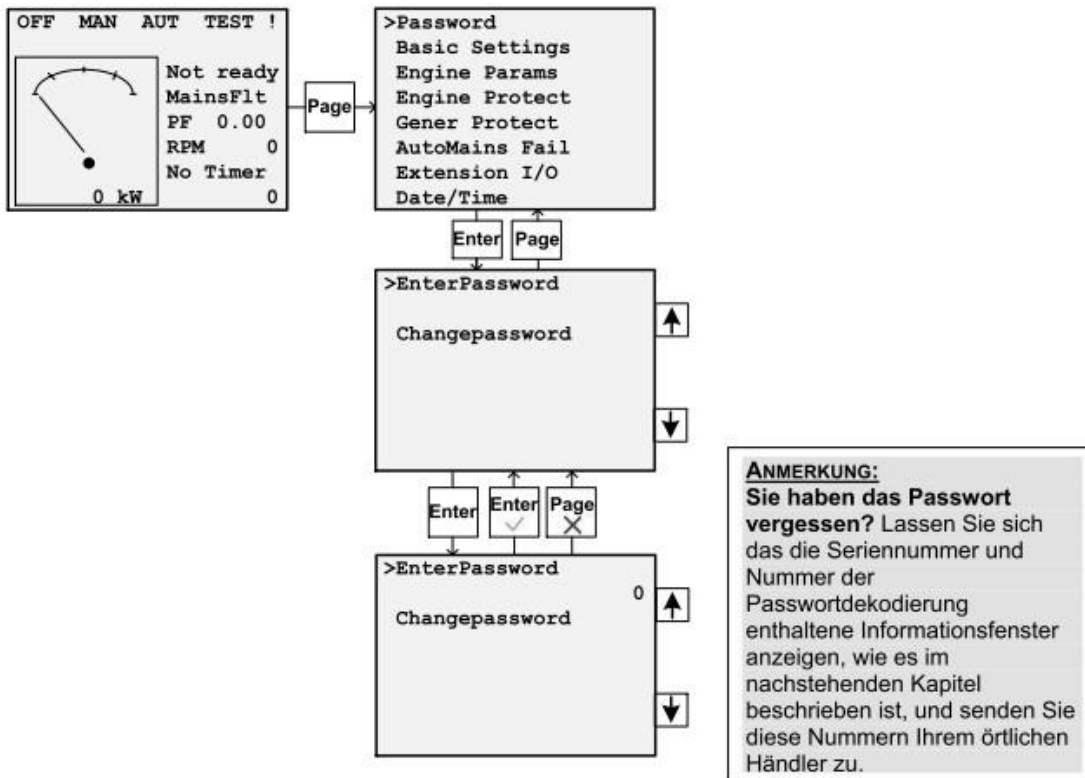 OFF MAN AUT TEST !
Not ready
MainsFlt
PF 0.00
RPM 0
No Timer
0 kW 0
Page
>Password
Basic Settings
Engine Params
Engine Protect
Gener Protect
AutoMains Fail
Extension I/O
Date/Time
Enter Page
>EnterPassword
Changepassword
Enter Enter Page
>EnterPassword
0
Changepassword
ANMERKUNG:
Sie haben das Passwort
vergessen? Lassen Sie sich
das die Seriennummer und
Nummer der
Passwortdekodierung
enthaltene Informationsfenster
anzeigen, wie es im
nachstehenden Kapitel
beschrieben ist, und senden Sie
diese Nummern Ihrem örtlichen
Händler zu.